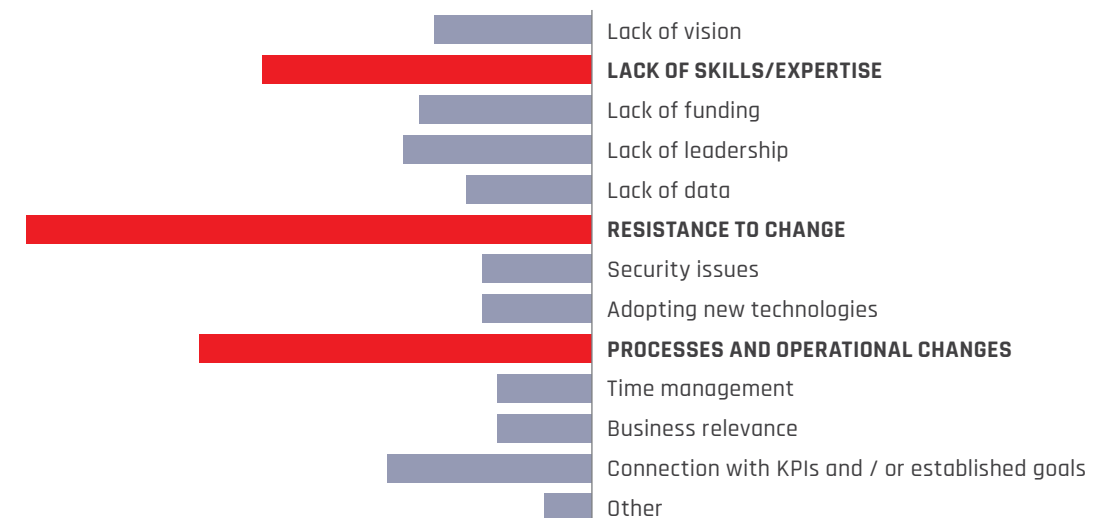 Lack of vision
LACK OF SKILLS/EXPERTISE
Lack of funding
Lack of leadership
Lack of data
RESISTANCE TO CHANGE
Security issues
Adopting new technologies
PROCESSES AND OPERATIONAL CHANGES
Time management
Business relevance
Connection with KPIs and / or established goals
Other